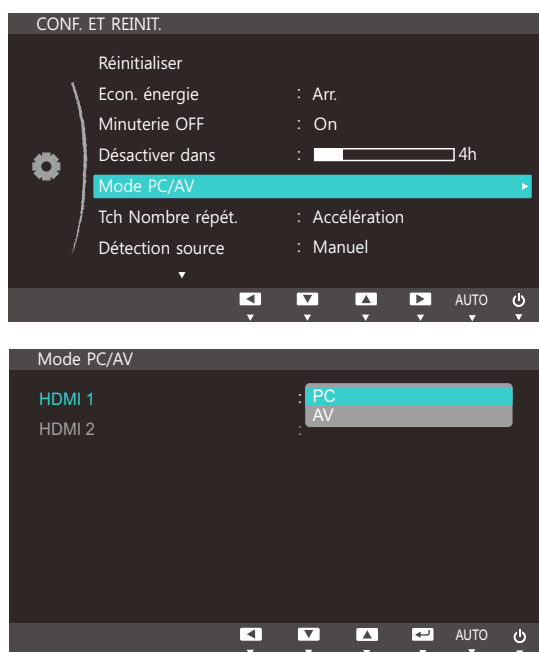 CONF. ET REINIT.
Réinitialiser
Econ. énergie : Arr.
Minuterie OFF : On
Désactiver dans : 4h
Mode PC/AV
Tch Nombre répét. : Accélération
Détection source : Manuel
AUTO
Mode PC/AV
HDMI 1 : PC
AV
HDMI 2 :
AUTO